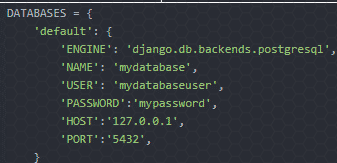 DATABASES = {
    'default': {
        'ENGINE': 'django.db.backends.postgresql',
        'NAME': 'mydatabase',
        'USER': 'mydatabaseuser',
        'PASSWORD':'mypassword',
        'HOST':'127.0.0.1',
        'PORT':'5432',
    }